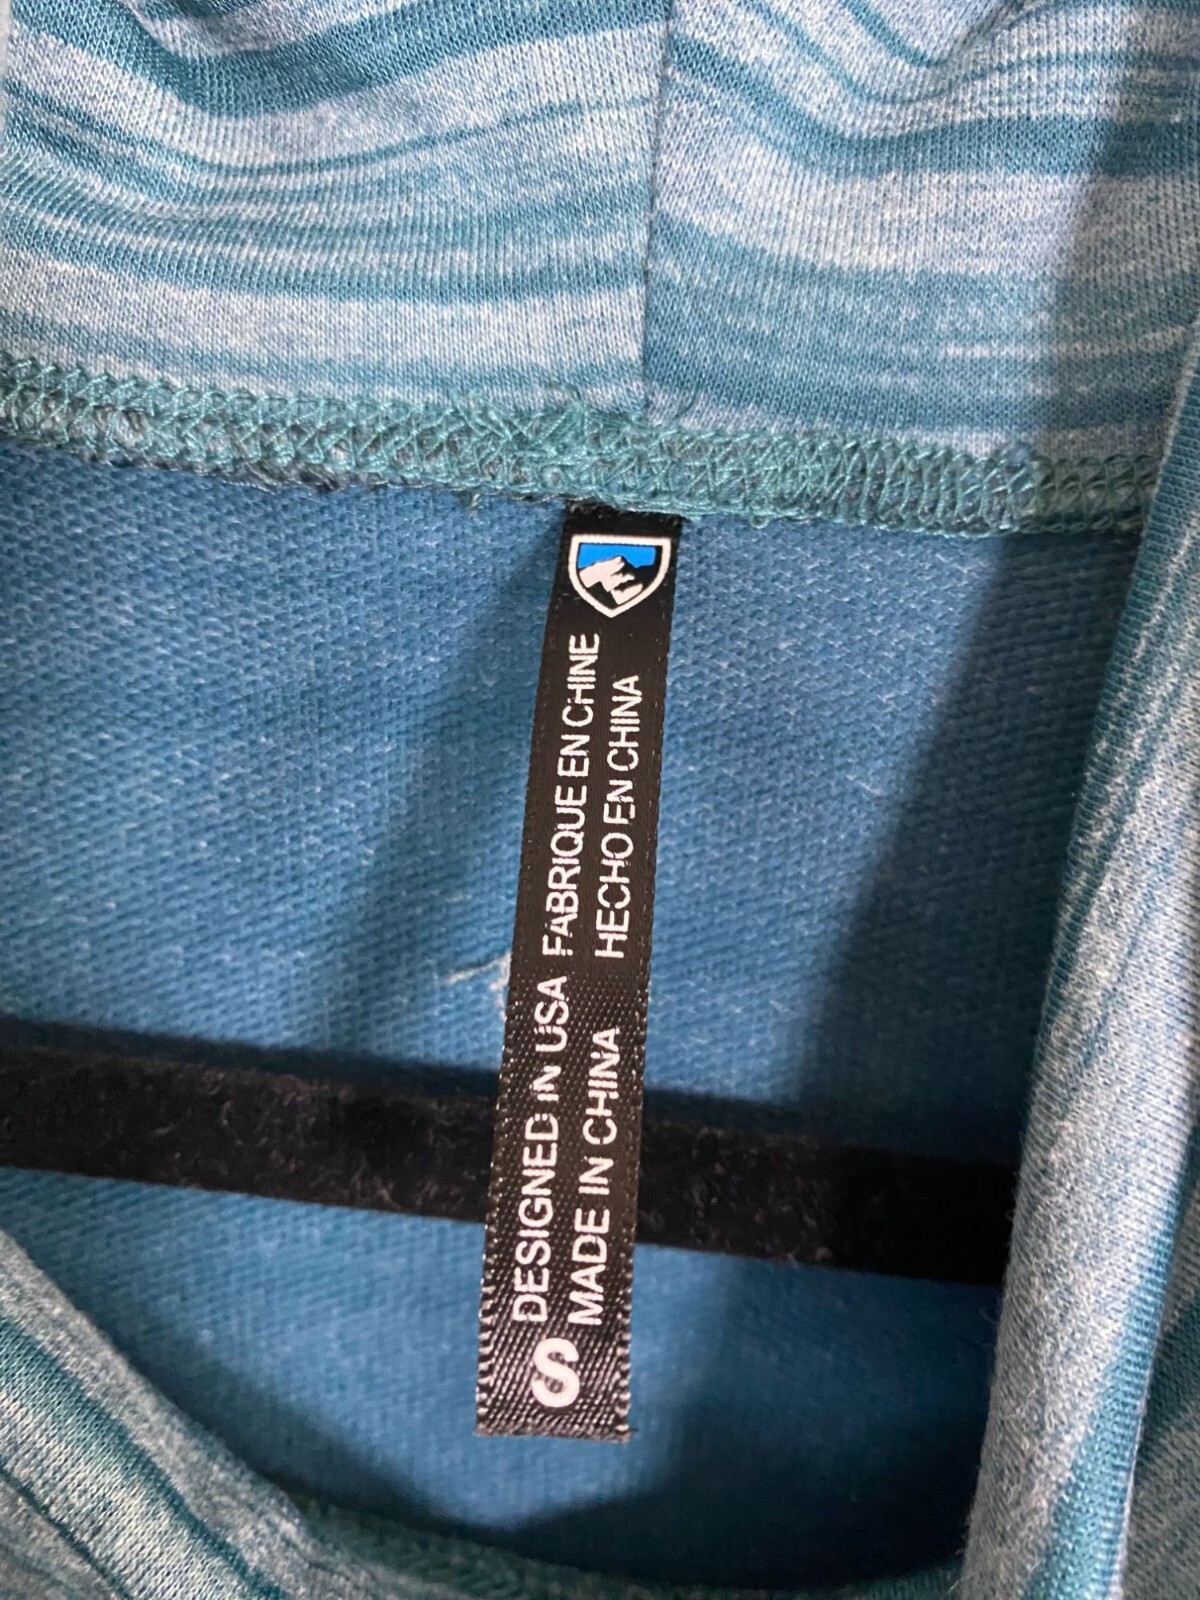 DESIGNED IN USA FABRIQUE EN CHINE
MADE IN CHINA HECHO EN CHINA
S